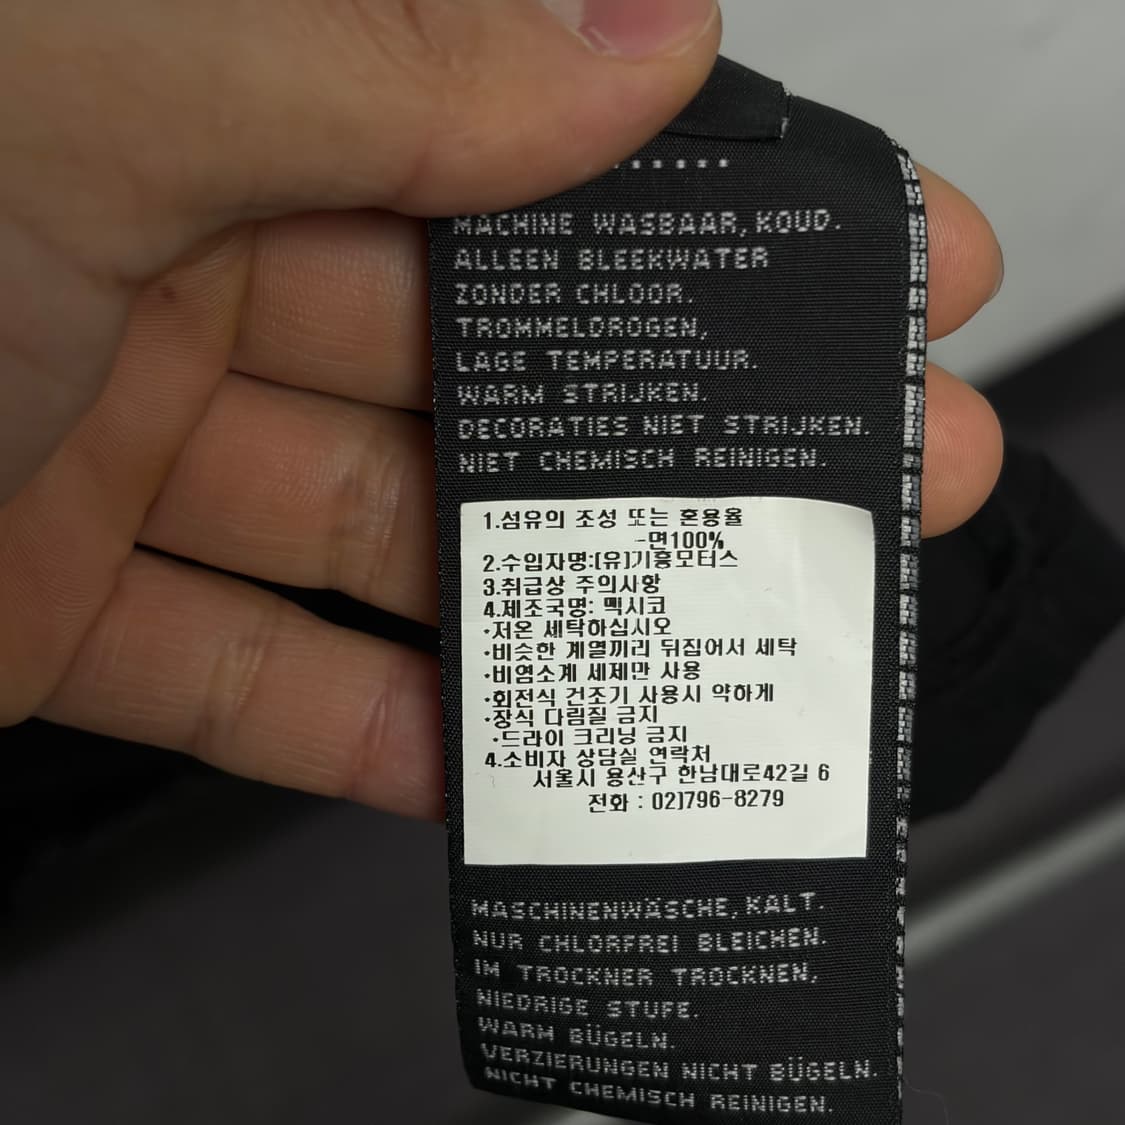 MACHINE WASBAAR, KOUD.
ALLEEN BLEEKWATER
ZONDER CHLOOR.
TROMMELDROGEN,
LAGE TEMPERATUUR.
WARM STRIJKEN.
DECORATIES NIET STRIJKEN.
NIET CHEMISCH REINIGEN.
1.섬유의 조성 또는 혼용율
-면100%
2.수입자명:(유)기흥모터스
3.취급상 주의사항
4.제조국명: 멕시코
·저온 세탁하십시오
·비슷한 계열끼리 뒤집어서 세탁
·비염소계 세제만 사용
·회전식 건조기 사용시 약하게
·장식 다림질 금지
·드라이 크리닝 금지
4.소비자 상담실 연락처
서울시 용산구 한남대로42길 6
전화 : 02)796-8279
MASCHINENWÄSCHE, KALT.
NUR CHLORFREI BLEICHEN.
IM TROCKNER TROCKNEN,
NIEDRIGE STUFE.
WARM BÜGELN.
VERZIERUNGEN NICHT BÜGELN.
NICHT CHEMISCH REINIGEN.